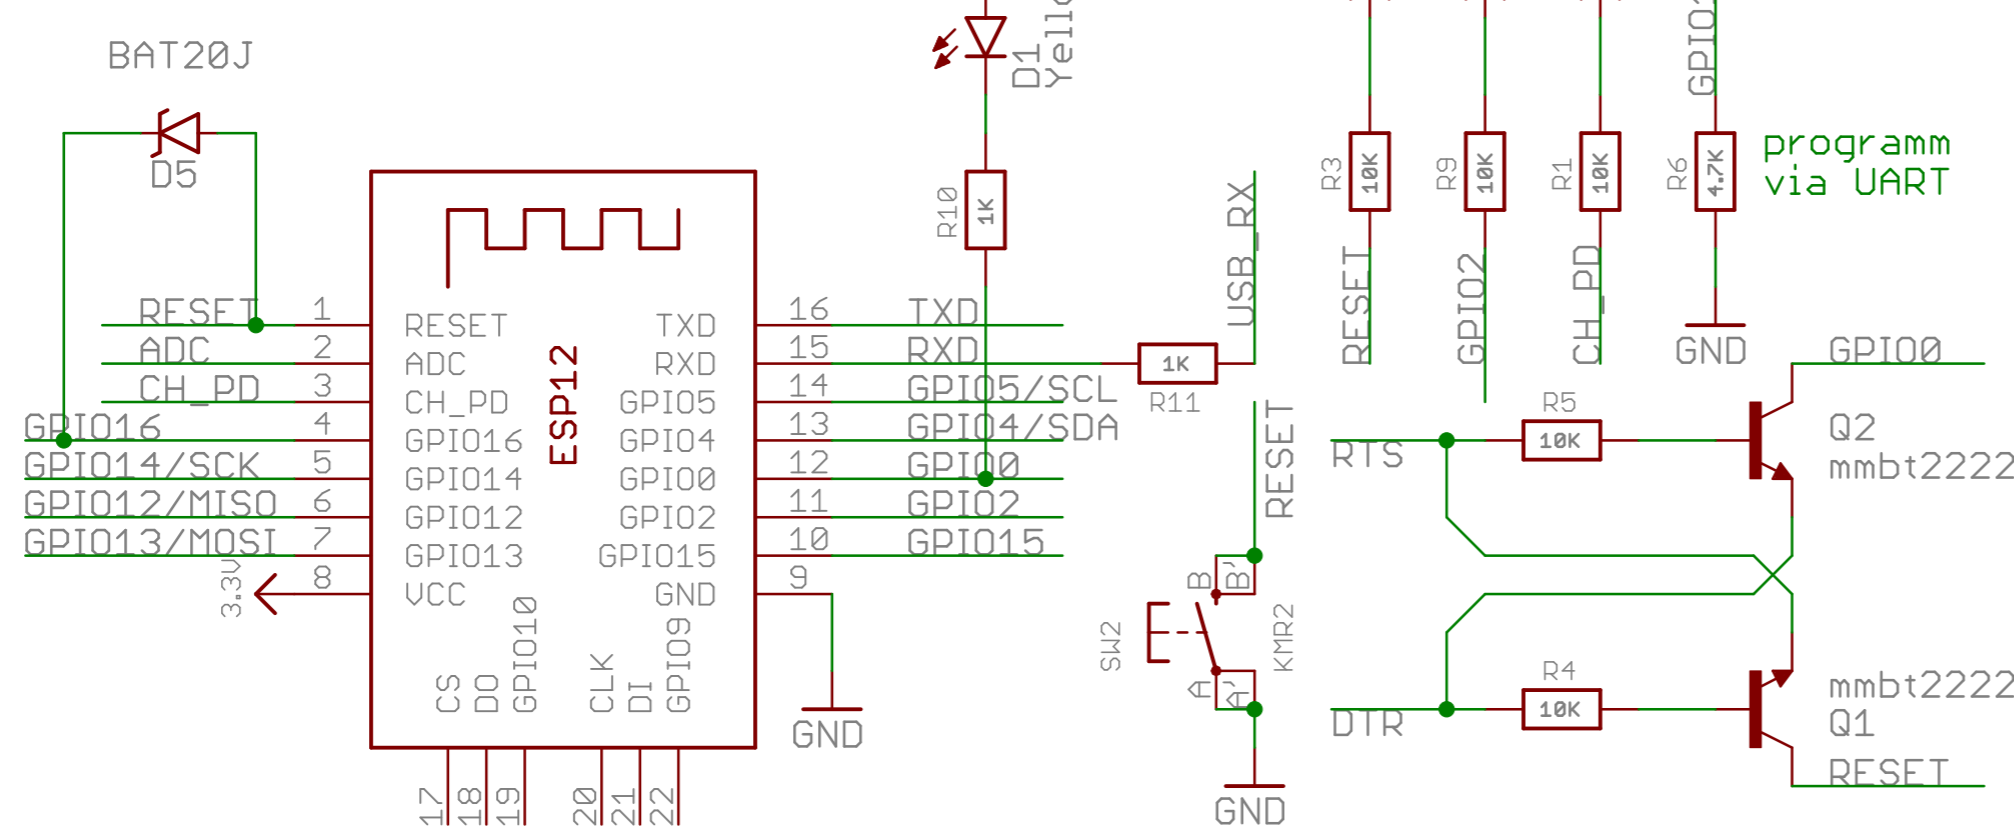 BAT20J
D5
D1
R10
1K
USB_RX
R3
10K
R9
10K
R1
10K
R6
4.7K
programm
via UART
RESET
GPIO2
CH_PD
GND
RESET
ADC
CH_PD
GPIO16
GPIO14/SCK
GPIO12/MISO
GPIO13/MOSI
3.3V
1
2
3
4
5
6
7
8
RESET
ADC
CH_PD
GPIO16
GPIO14
GPIO12
GPIO13
VCC
ESP12
TXD
RXD
GPIO5
GPIO4
GPIO0
GPIO2
GPIO15
GND
CS
DO
GPIO10
CLK
DI
GPIO9
17
18
19
20
21
22
16
15
14
13
12
11
10
9
TXD
RXD
GPIO5/SCL
GPIO4/SDA
GPIO0
GPIO2
GPIO15
GND
1K
R11
RESET
B
B'
SW2
KMR2
A
A'
GND
RTS
R5
10K
GPIO0
Q2
mmbt2222
DTR
R4
10K
mmbt2222
Q1
RESET